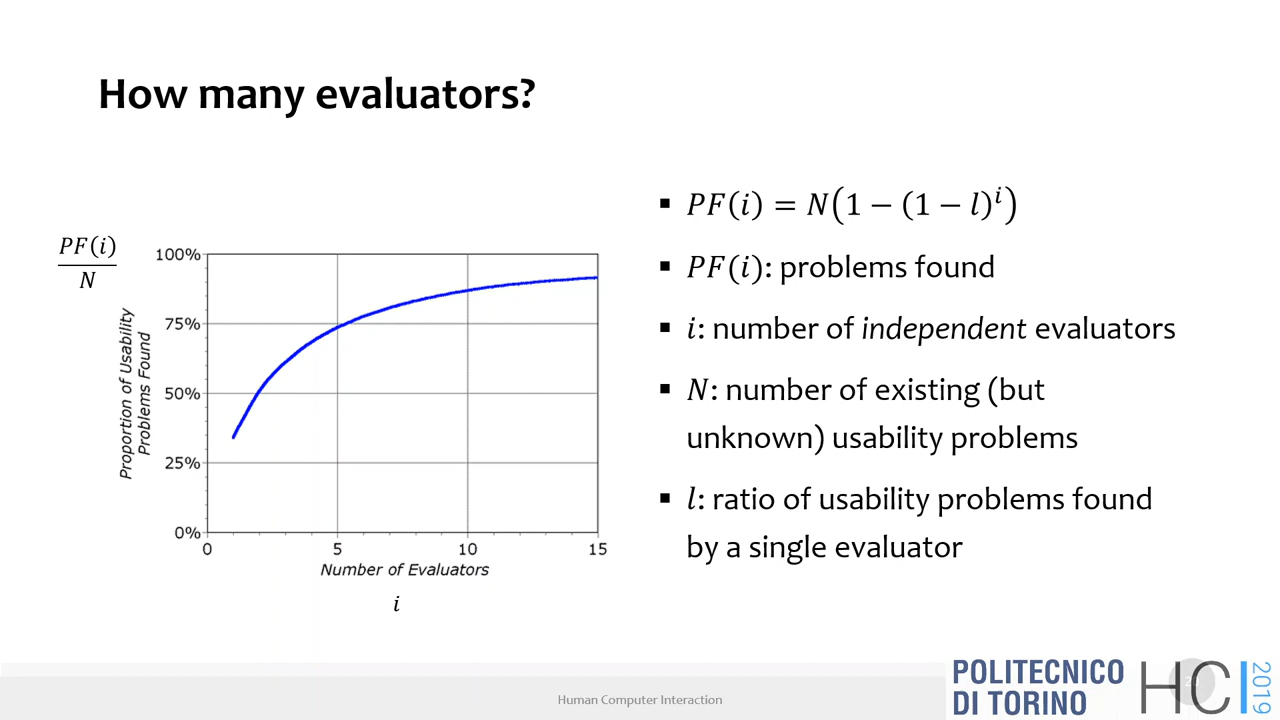 How many evaluators?
PF(i)
N
100%
75%
50%
25%
0%
Proportion of Usability
Problems Found
0 5 10 15
Number of Evaluators
i
▪ PF(i) = N(1 − (1 − l)^i)
▪ PF(i): problems found
▪ i: number of independent evaluators
▪ N: number of existing (but
unknown) usability problems
▪ l: ratio of usability problems found
by a single evaluator
Human Computer Interaction
POLITECNICO
DI TORINO
HCI
2019